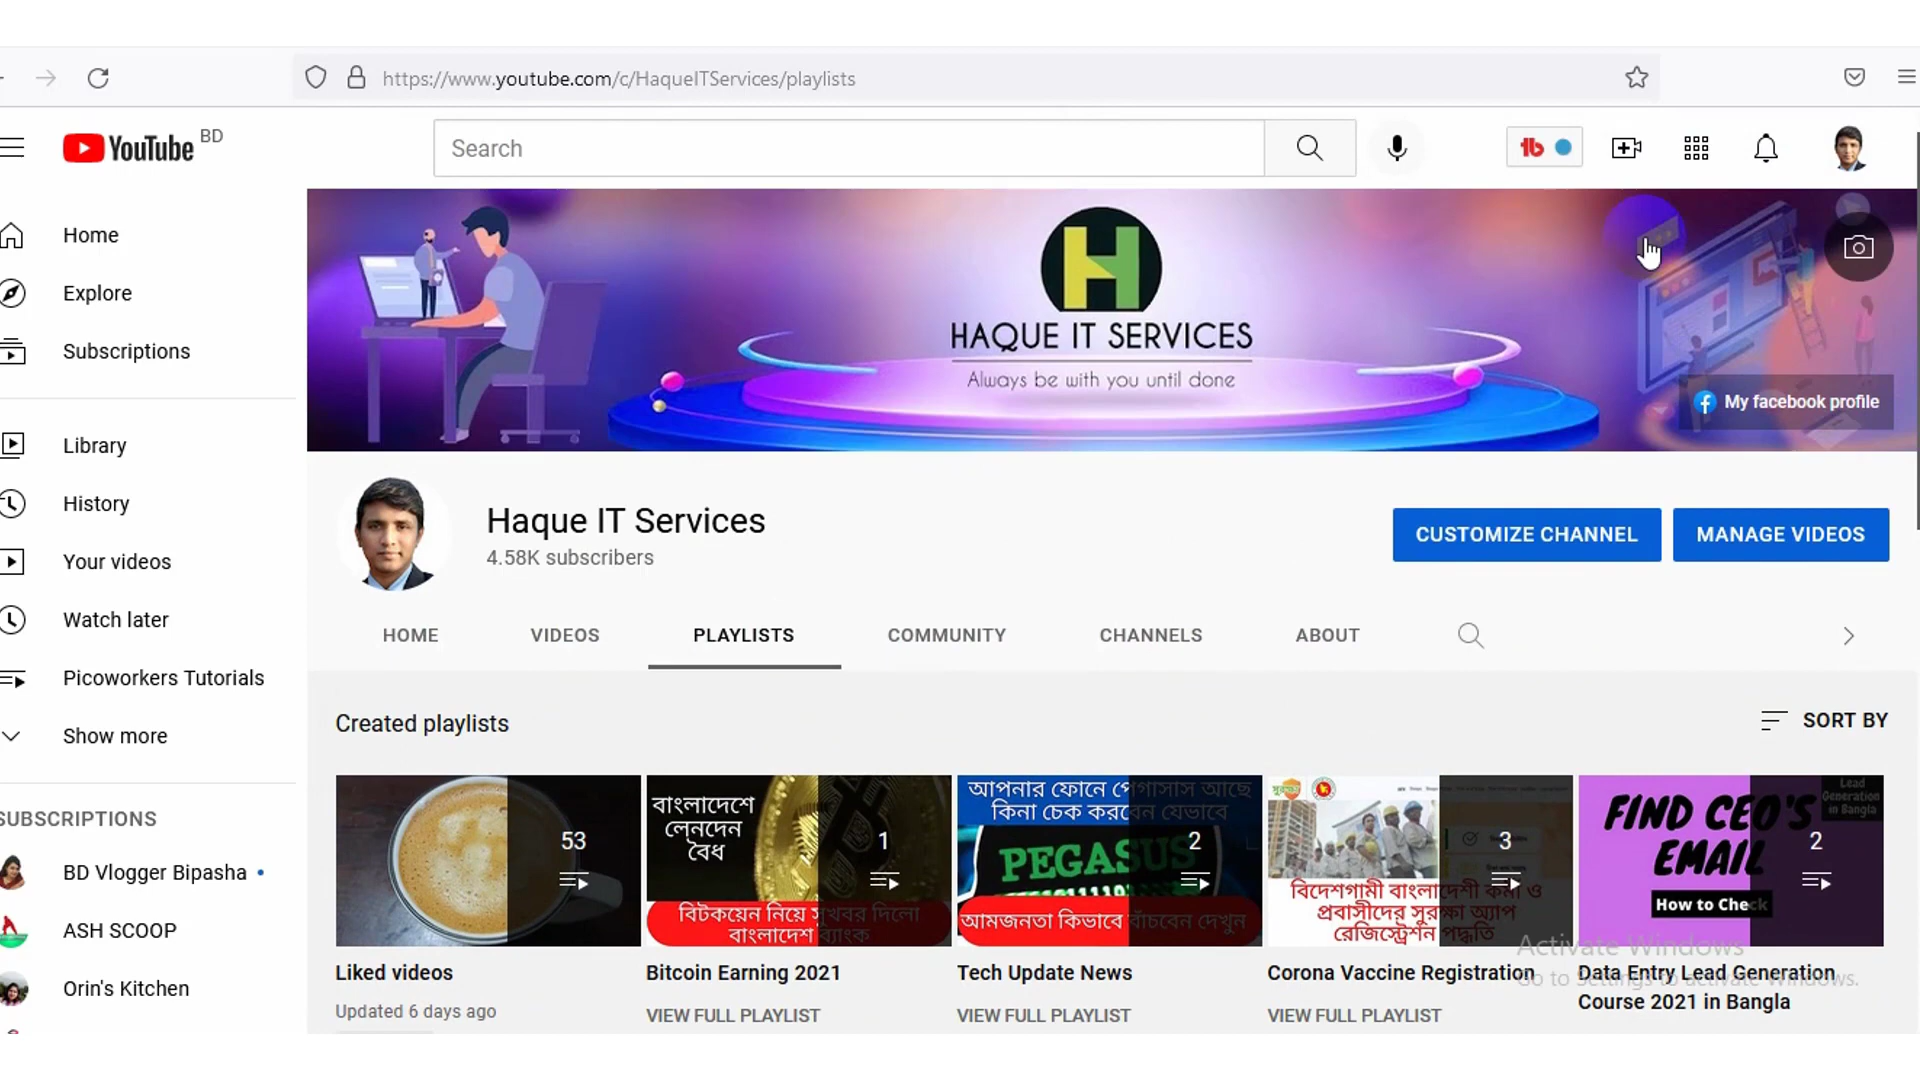 https://www.youtube.com/c/HaqueITServices/playlists
YouTube BD
Search
Home
Explore
Subscriptions
Library
History
Your videos
Watch later
Picoworkers Tutorials
Show more
SUBSCRIPTIONS
BD Vlogger Bipasha
ASH SCOOP
Orin's Kitchen
H
HAQUE IT SERVICES
Always be with you until done
My facebook profile
Haque IT Services
4.58K subscribers
CUSTOMIZE CHANNEL
MANAGE VIDEOS
HOME VIDEOS PLAYLISTS COMMUNITY CHANNELS ABOUT
Created playlists
SORT BY
53
Liked videos
Updated 6 days ago
বাংলাদেশে
লেনদেন
বৈধ
1
বিটকয়েন নিয়ে সুখবর দিলো
বাংলাদেশ ব্যাংক
Bitcoin Earning 2021
VIEW FULL PLAYLIST
আপনার ফোনে পেগাসাস আছে
কিনা চেক করবেন যেভাবে
PEGASUS
2
আমজনতা কিভাবে বাঁচবেন দেখুন
Tech Update News
VIEW FULL PLAYLIST
সুরক্ষা
3
বিদেশগামী বাংলাদেশী কর্মী ও
প্রবাসীদের সুরক্ষা অ্যাপ
রেজিস্ট্রেশন পদ্ধতি
Corona Vaccine Registration
VIEW FULL PLAYLIST
Lead
Generation
in Bangla
FIND CEO'S
EMAIL
How to Check
2
Data Entry Lead Generation
Course 2021 in Bangla
Activate Windows
Go to Settings to activate Windows.